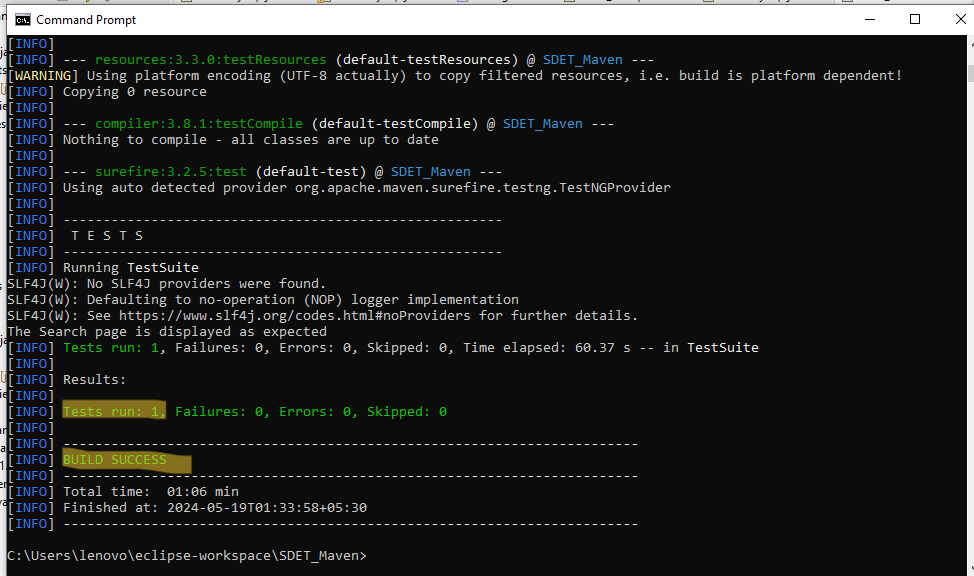 Command Prompt
[INFO]
[INFO] --- resources:3.3.0:testResources (default-testResources) @ SDET_Maven ---
[WARNING] Using platform encoding (UTF-8 actually) to copy filtered resources, i.e. build is platform dependent!
[INFO] Copying 0 resource
[INFO]
[INFO] --- compiler:3.8.1:testCompile (default-testCompile) @ SDET_Maven ---
[INFO] Nothing to compile - all classes are up to date
[INFO]
[INFO] --- surefire:3.2.5:test (default-test) @ SDET_Maven ---
[INFO] Using auto detected provider org.apache.maven.surefire.testng.TestNGProvider
[INFO]
[INFO] -------------------------------------------------------
[INFO]  T E S T S
[INFO] -------------------------------------------------------
[INFO] Running TestSuite
SLF4J(W): No SLF4J providers were found.
SLF4J(W): Defaulting to no-operation (NOP) logger implementation
SLF4J(W): See https://www.slf4j.org/codes.html#noProviders for further details.
The Search page is displayed as expected
[INFO] Tests run: 1, Failures: 0, Errors: 0, Skipped: 0, Time elapsed: 60.37 s -- in TestSuite
[INFO]
[INFO] Results:
[INFO]
[INFO] Tests run: 1, Failures: 0, Errors: 0, Skipped: 0
[INFO]
[INFO] ------------------------------------------------------------------------
[INFO] BUILD SUCCESS
[INFO] ------------------------------------------------------------------------
[INFO] Total time:  01:06 min
[INFO] Finished at: 2024-05-19T01:33:58+05:30
[INFO] ------------------------------------------------------------------------
C:\Users\lenovo\eclipse-workspace\SDET_Maven>